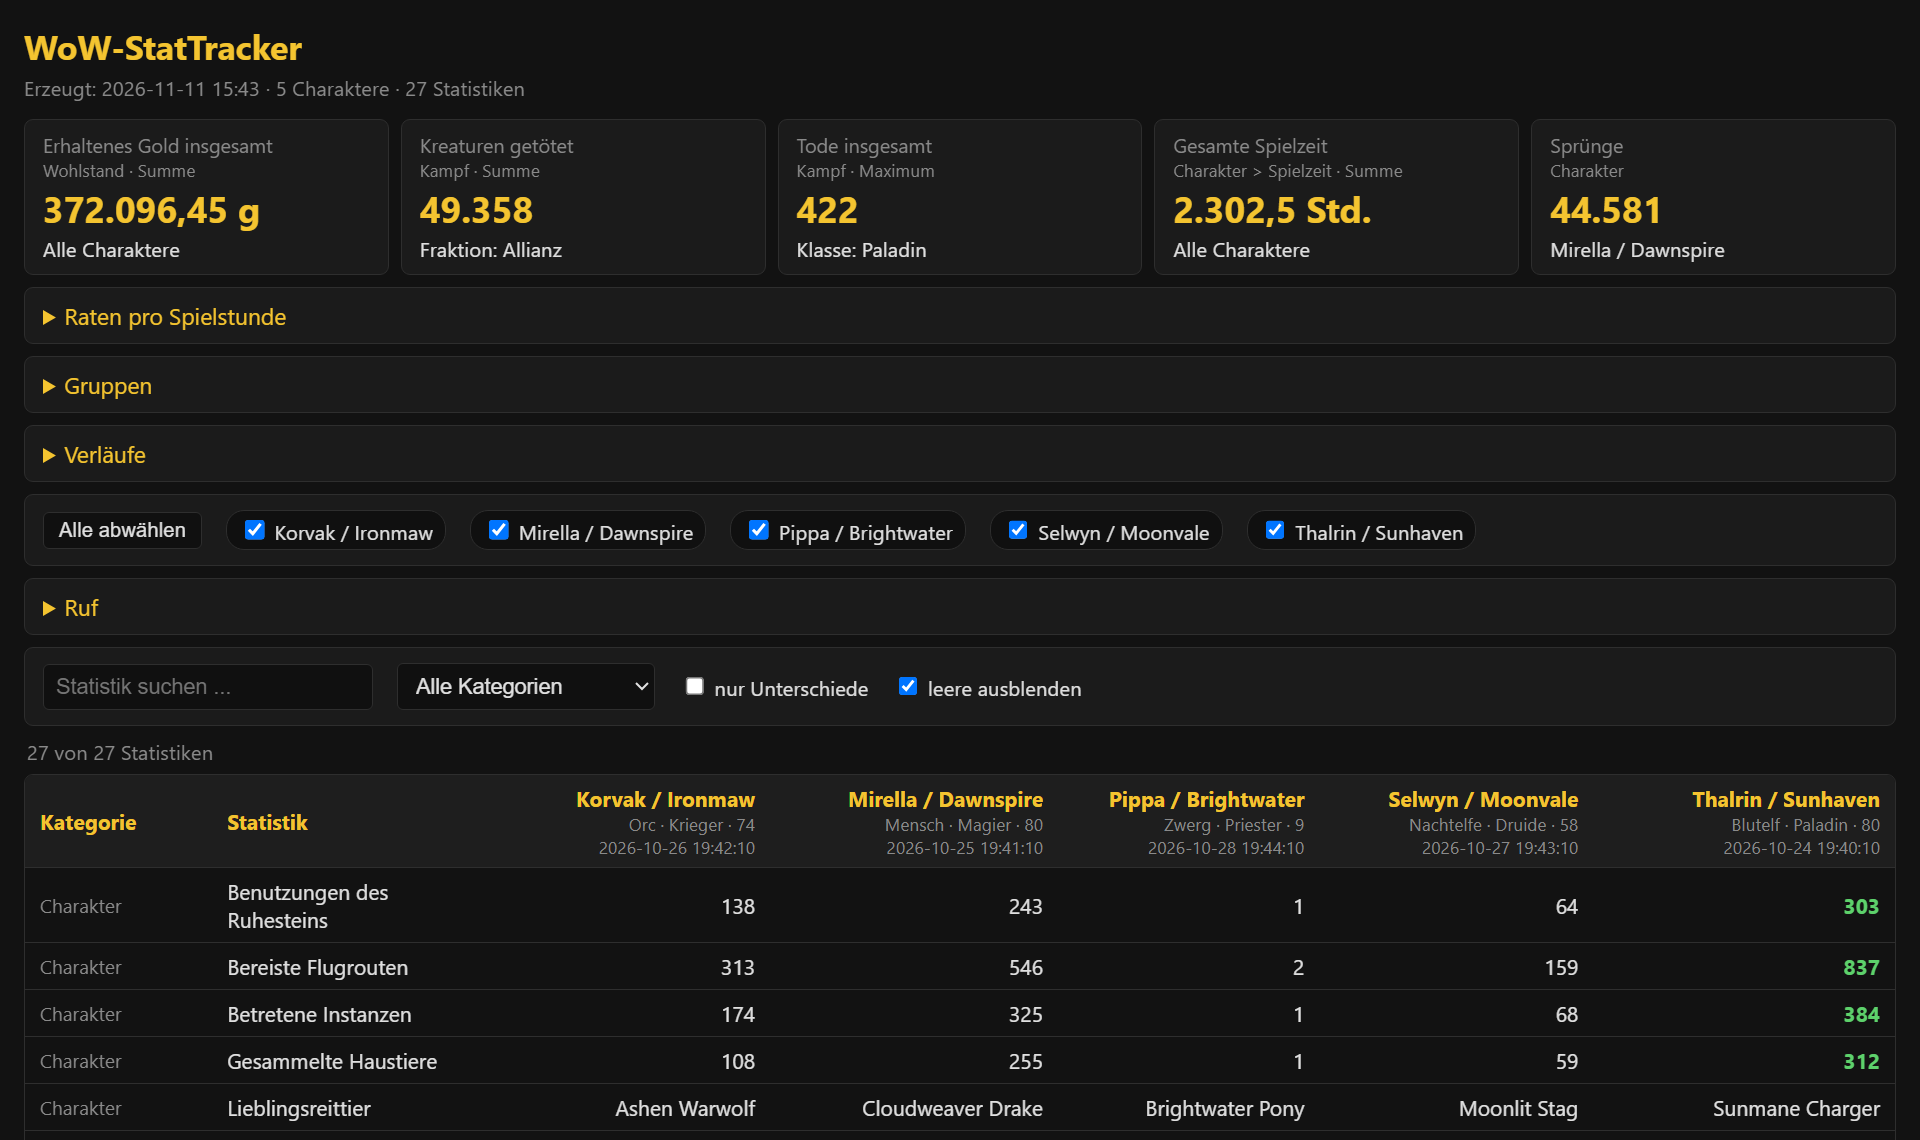 WoW-StatTracker
Erzeugt: 2026-11-11 15:43 · 5 Charaktere · 27 Statistiken
Erhaltenes Gold insgesamt
Wohlstand · Summe
372.096,45 g
Alle Charaktere
Kreaturen getötet
Kampf · Summe
49.358
Fraktion: Allianz
Tode insgesamt
Kampf · Maximum
422
Klasse: Paladin
Gesamte Spielzeit
Charakter > Spielzeit · Summe
2.302,5 Std.
Alle Charaktere
Sprünge
Charakter
44.581
Mirella / Dawnspire
Raten pro Spielstunde
Gruppen
Verläufe
Alle abwählen Korvak / Ironmaw Mirella / Dawnspire Pippa / Brightwater Selwyn / Moonvale Thalrin / Sunhaven
Ruf
Statistik suchen ... Alle Kategorien nur Unterschiede leere ausblenden
27 von 27 Statistiken
Kategorie Statistik
Korvak / Ironmaw
Orc · Krieger · 74
2026-10-26 19:42:10
Mirella / Dawnspire
Mensch · Magier · 80
2026-10-25 19:41:10
Pippa / Brightwater
Zwerg · Priester · 9
2026-10-28 19:44:10
Selwyn / Moonvale
Nachtelfe · Druide · 58
2026-10-27 19:43:10
Thalrin / Sunhaven
Blutelf · Paladin · 80
2026-10-24 19:40:10
Charakter Benutzungen des Ruhesteins 138 243 1 64 303
Charakter Bereiste Flugrouten 313 546 2 159 837
Charakter Betretene Instanzen 174 325 1 68 384
Charakter Gesammelte Haustiere 108 255 1 59 312
Charakter Lieblingsreittier Ashen Warwolf Cloudweaver Drake Brightwater Pony Moonlit Stag Sunmane Charger